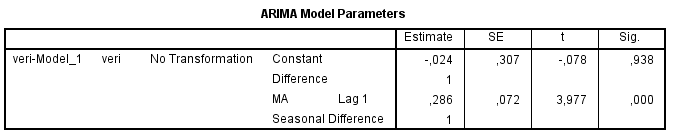 ARIMA Model Parameters
Estimate SE t Sig.
veri-Model_1 veri No Transformation Constant -,024 ,307 -,078 ,938
Difference 1
MA Lag 1 ,286 ,072 3,977 ,000
Seasonal Difference 1